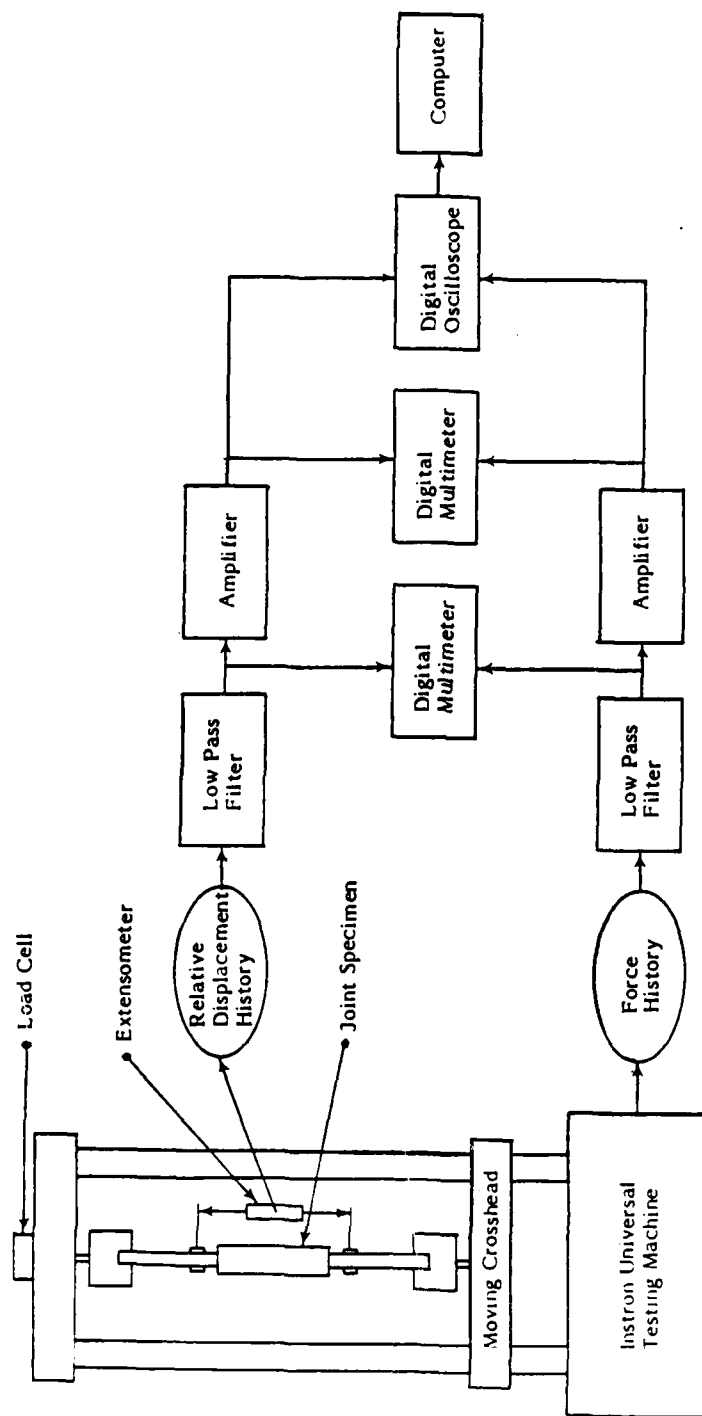 Load Cell
Extensometer
Joint Specimen
Moving Crosshead
Instron Universal
Testing Machine
Relative
Displacement
History
Low Pass
Filter
Amplifier
Digital
Multimeter
Digital
Multimeter
Digital
Oscilloscope
Computer
Force
History
Low Pass
Filter
Amplifier